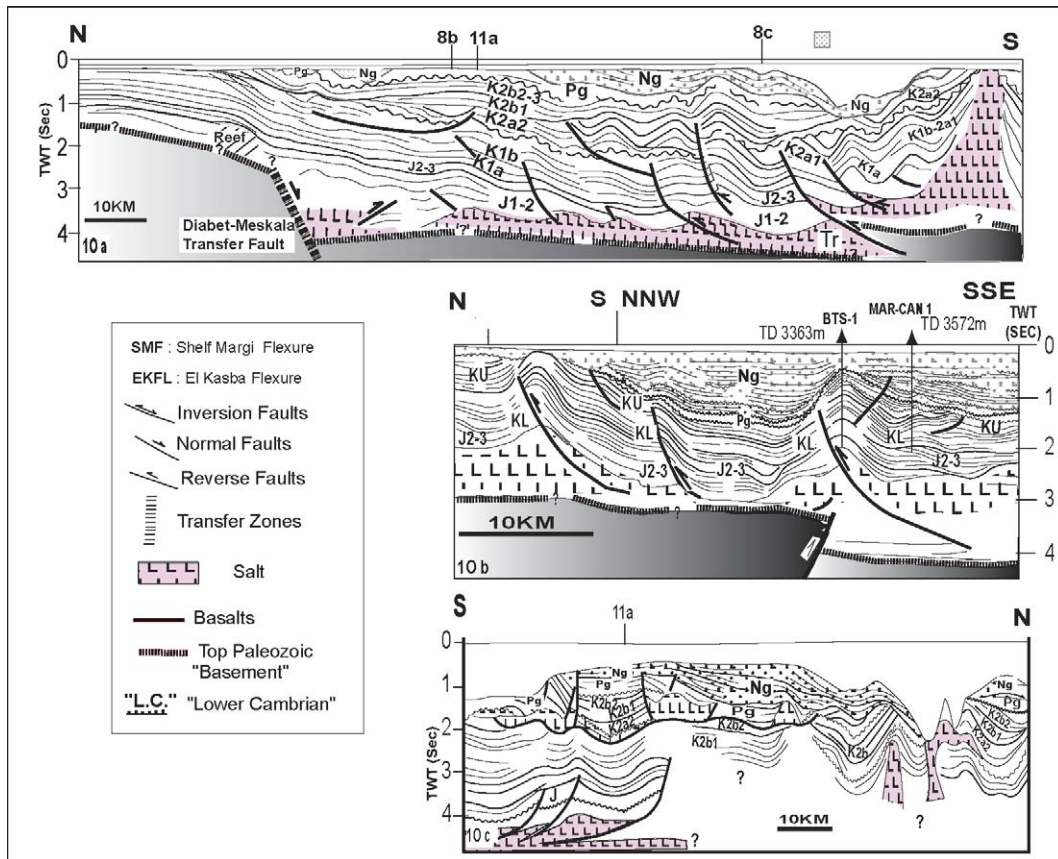 N 8b 11a 8c S
0
1
2
3
4
TWT (Sec)
Pg Ng Ng Ng K2a2
K2b2-3 Pg
K2b1
K2a2
K1b-2a1
Reef
K1b
K1a
K2a1
K1a
J2-3 J2-3
J1-2 J1-2
Tr
? ? ? ? ? ?
10KM
Diabet-Meskala
Transfer Fault
10a
SMF : Shelf Margi Flexure
EKFL : El Kasba Flexure
Inversion Faults
Normal Faults
Reverse Faults
Transfer Zones
Salt
Basalts
Top Paleozoic
"Basement"
"L.C." "Lower Cambrian"
N S NNW SSE
BTS-1 MAR-CAN 1 TWT
TD 3363m TD 3572m (SEC)
0
1
2
3
4
KU Ng
KU Pg KU
KL KL KL KL
J2-3 J2-3 J2-3 J2-3
? ?
10KM
10 b
S 11a N
0
1
2
3
4
TWT (Sec)
Ng Ng Ng
Pg Pg Pg Pg
K2b K2b1 K2b2 K2b2
K2a2 K2b1 K2b K2b1
K2a2
J
? ? ?
10KM
10c